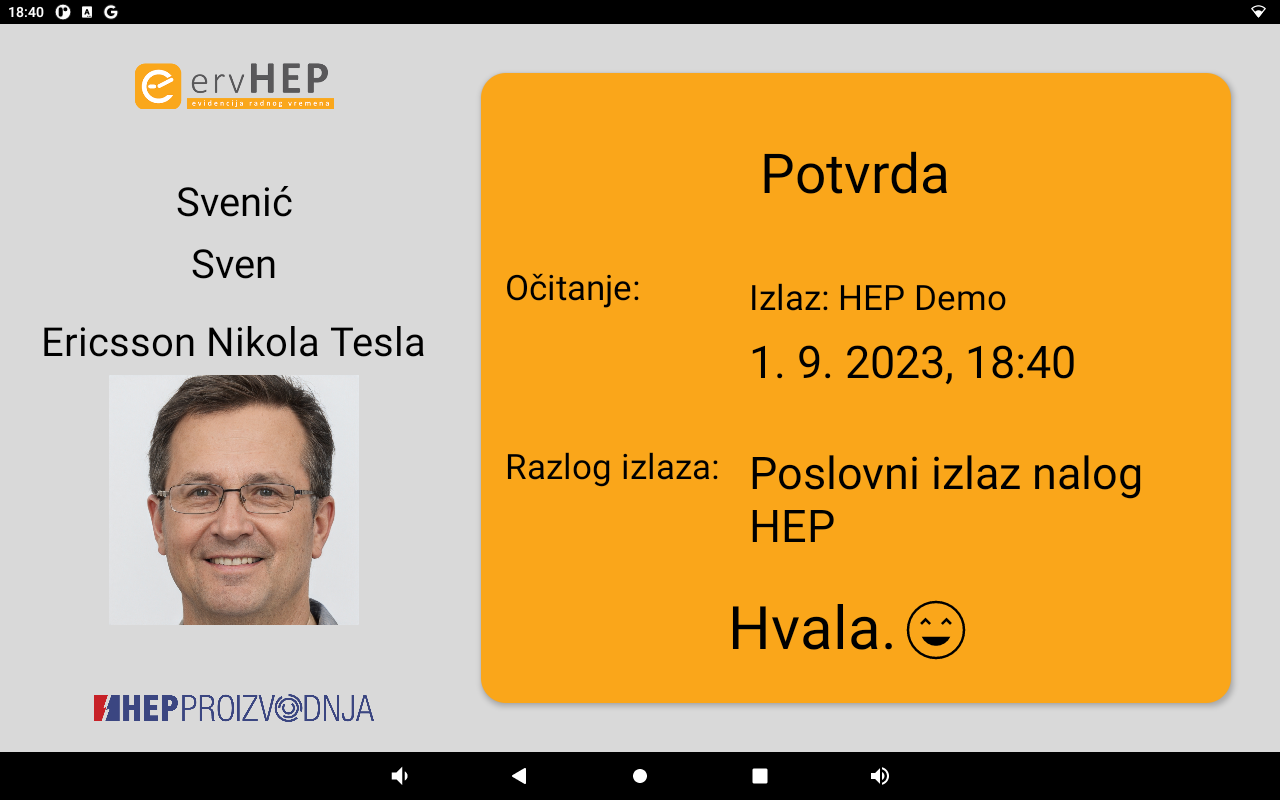 18:40
ervHEP
evidencija radnog vremena
Svenić
Sven
Ericsson Nikola Tesla
HEP PROIZVODNJA
Potvrda
Očitanje:
Izlaz: HEP Demo
1. 9. 2023, 18:40
Razlog izlaza:
Poslovni izlaz nalog
HEP
Hvala.